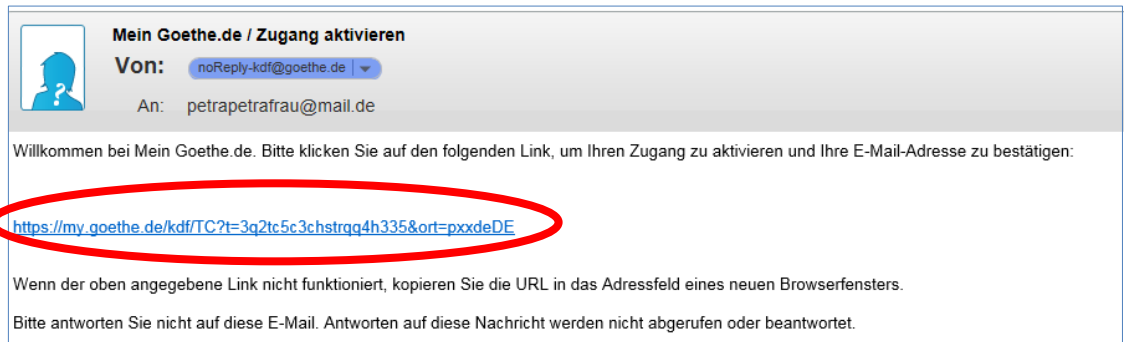 Mein Goethe.de / Zugang aktivieren
Von: noReply-kdf@goethe.de
An: petrapetrafrau@mail.de
Willkommen bei Mein Goethe.de. Bitte klicken Sie auf den folgenden Link, um Ihren Zugang zu aktivieren und Ihre E-Mail-Adresse zu bestätigen:
https://my.goethe.de/kdf/TC?t=3q2tc5c3chstrqq4h335&ort=pxxdeDE
Wenn der oben angegebene Link nicht funktioniert, kopieren Sie die URL in das Adressfeld eines neuen Browserfensters.
Bitte antworten Sie nicht auf diese E-Mail. Antworten auf diese Nachricht werden nicht abgerufen oder beantwortet.